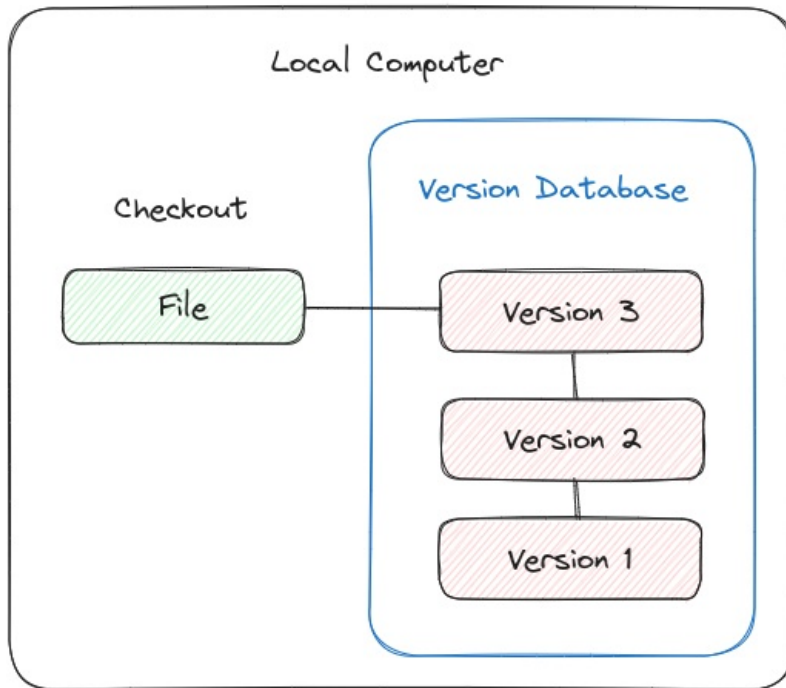 Local Computer
Version Database
Checkout
File
Version 3
Version 2
Version 1